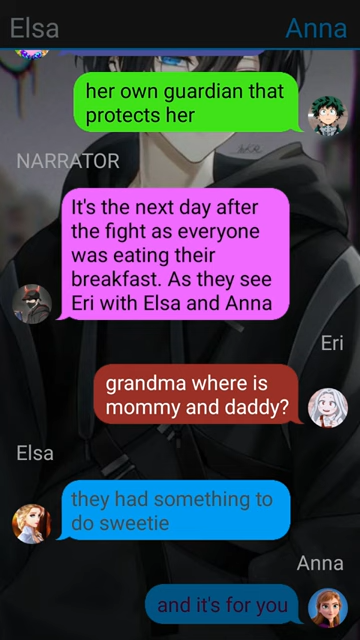 Elsa
Anna
her own guardian that
protects her
NARRATOR
It's the next day after
the fight as everyone
was eating their
breakfast. As they see
Eri with Elsa and Anna
Eri
grandma where is
mommy and daddy?
Elsa
they had something to
do sweetie
Anna
and it's for you